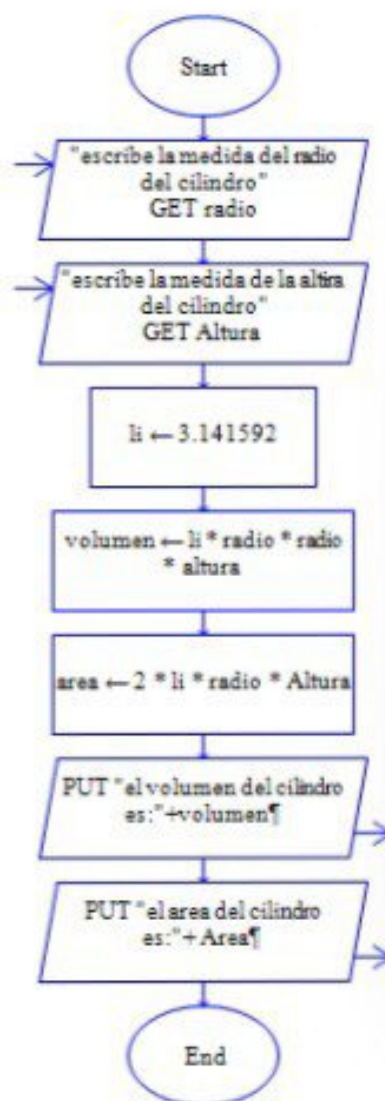 Start
"escribe la medida del radio
del cilindro"
GET radio
"escribe la medida de la altira
del cilindro"
GET Altura
li ← 3.141592
volumen ← li * radio * radio
* altura
area ← 2 * li * radio * Altura
PUT "el volumen del cilindro
es:"+volumen¶
PUT "el area del cilindro
es:"+Area¶
End